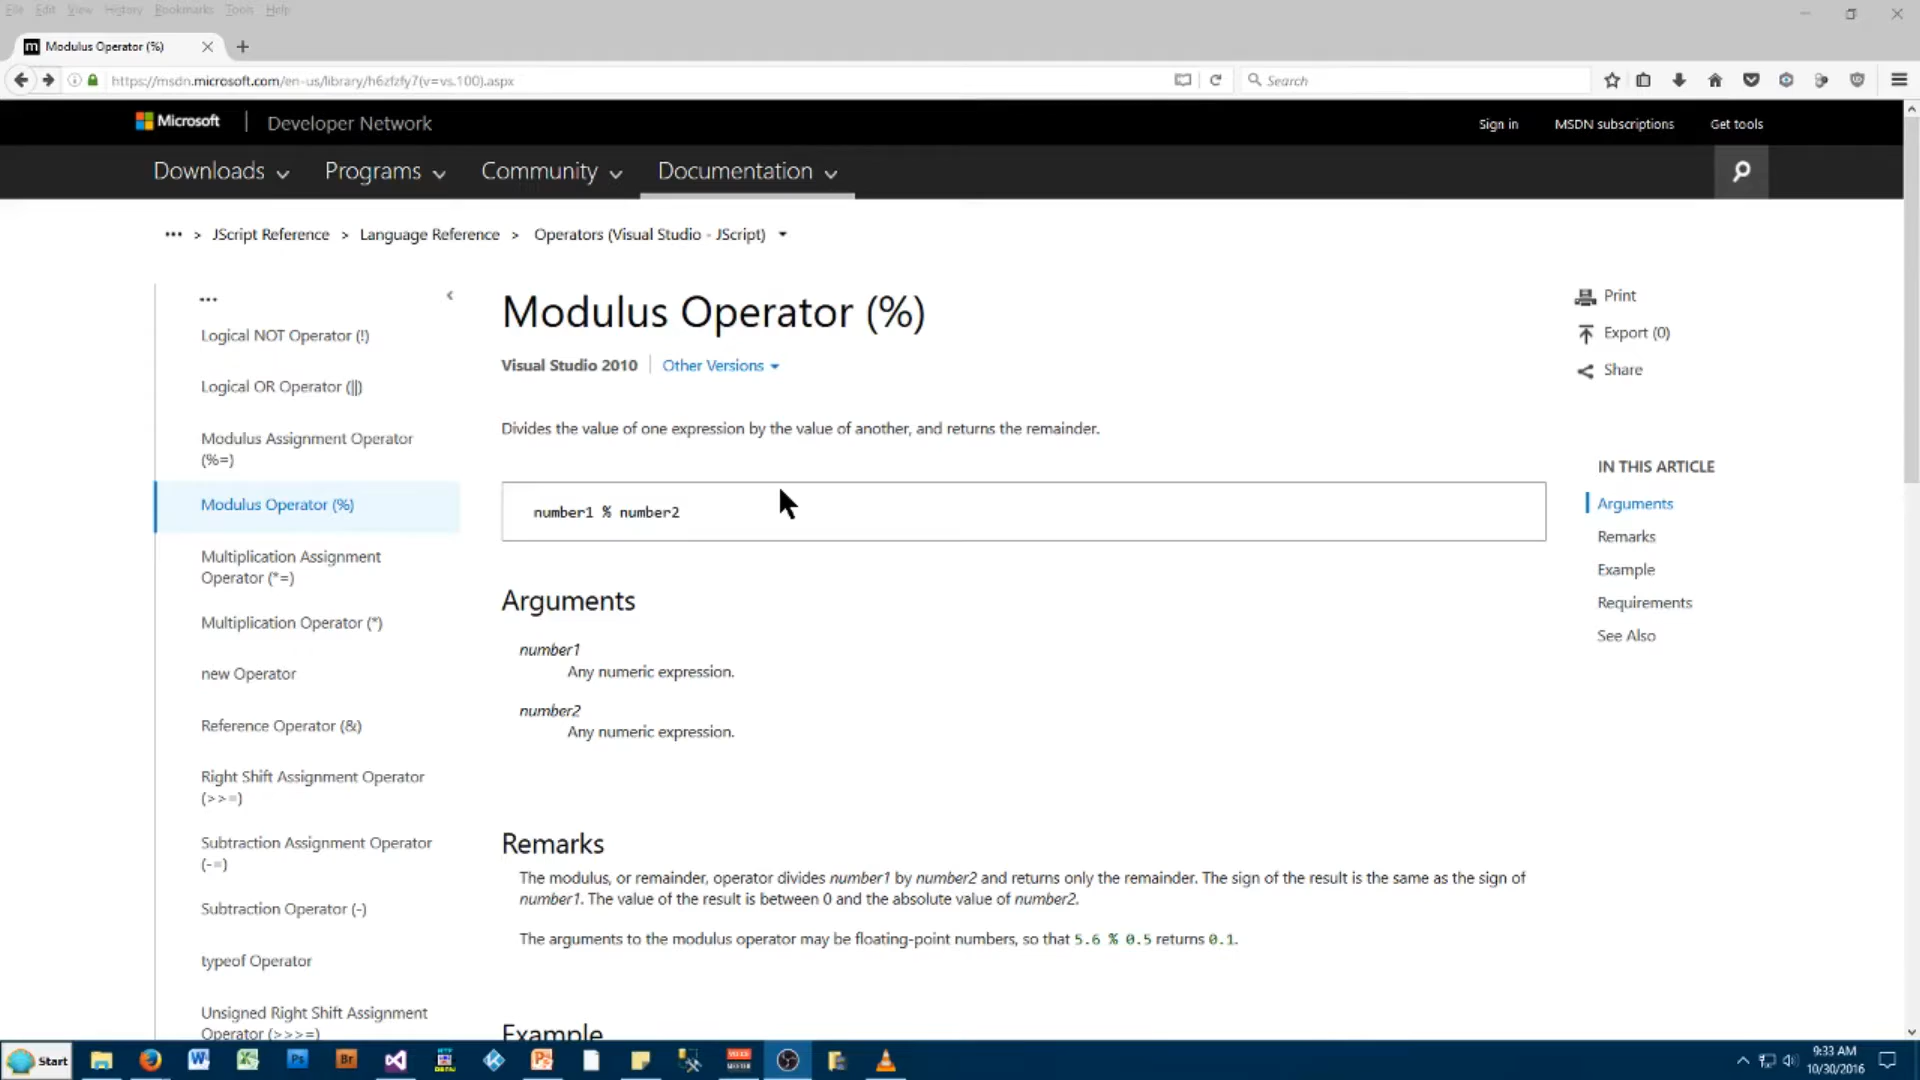 File Edit View History Bookmarks Tools Help
Modulus Operator (%)
https://msdn.microsoft.com/en-us/library/h6zfzfy7(v=vs.100).aspx
Search
Microsoft
Developer Network
Sign in
MSDN subscriptions
Get tools
Downloads
Programs
Community
Documentation
... > JScript Reference > Language Reference > Operators (Visual Studio - JScript)
...
Logical NOT Operator (!)
Logical OR Operator (||)
Modulus Assignment Operator
(%=)
Modulus Operator (%)
Multiplication Assignment
Operator (*=)
Multiplication Operator (*)
new Operator
Reference Operator (&)
Right Shift Assignment Operator
(>>=)
Subtraction Assignment Operator
(-=)
Subtraction Operator (-)
typeof Operator
Unsigned Right Shift Assignment
Operator (>>>=)
Modulus Operator (%)
Visual Studio 2010
Other Versions
Divides the value of one expression by the value of another, and returns the remainder.
number1 % number2
Arguments
number1
Any numeric expression.
number2
Any numeric expression.
Remarks
The modulus, or remainder, operator divides number1 by number2 and returns only the remainder. The sign of the result is the same as the sign of
number1. The value of the result is between 0 and the absolute value of number2.
The arguments to the modulus operator may be floating-point numbers, so that 5.6 % 0.5 returns 0.1.
Example
Print
Export (0)
Share
IN THIS ARTICLE
Arguments
Remarks
Example
Requirements
See Also
Start
Ps
Br
9:33 AM
10/30/2016